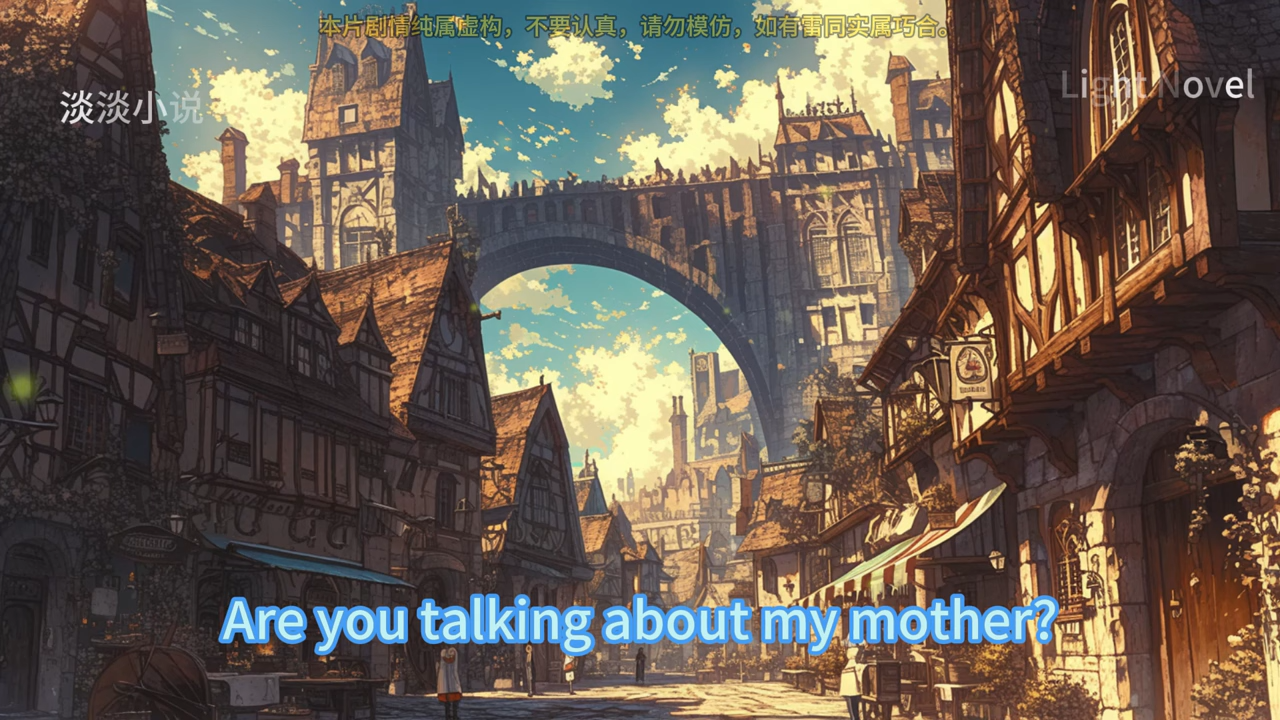 本片剧情纯属虚构，不要认真，请勿模仿，如有雷同实属巧合。
淡淡小说
Light Novel
Are you talking about my mother?